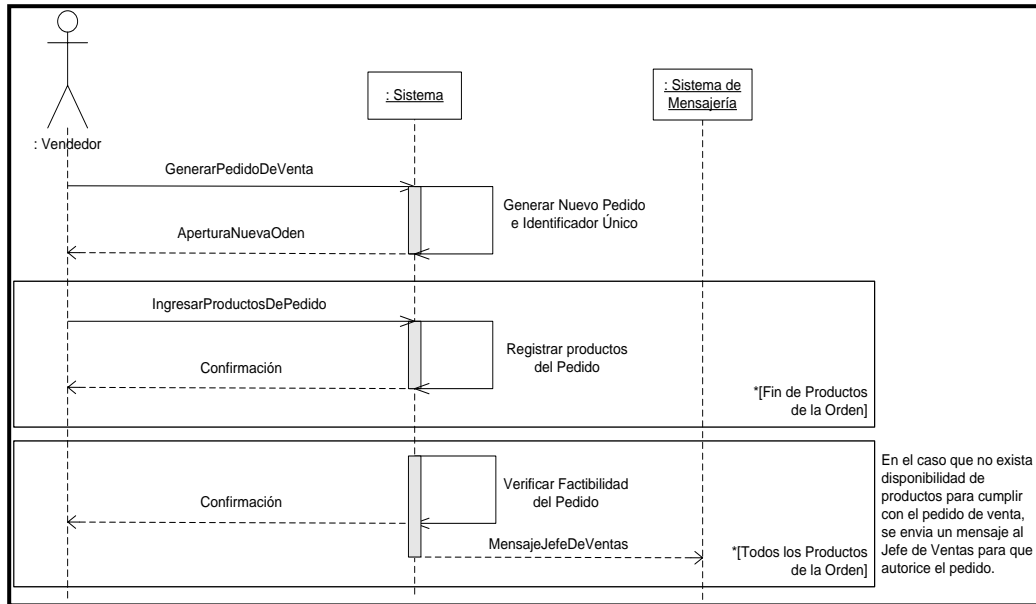 : Sistema
: Sistema de
Mensajería
: Vendedor
GenerarPedidoDeVenta
Generar Nuevo Pedido
e Identificador Único
AperturaNuevaOden
IngresarProductosDePedido
Registrar productos
del Pedido
Confirmación
*[Fin de Productos
de la Orden]
Verificar Factibilidad
del Pedido
Confirmación
MensajeJefeDeVentas
*[Todos los Productos
de la Orden]
En el caso que no exista
disponibilidad de
productos para cumplir
con el pedido de venta,
se envia un mensaje al
Jefe de Ventas para que
autorice el pedido.